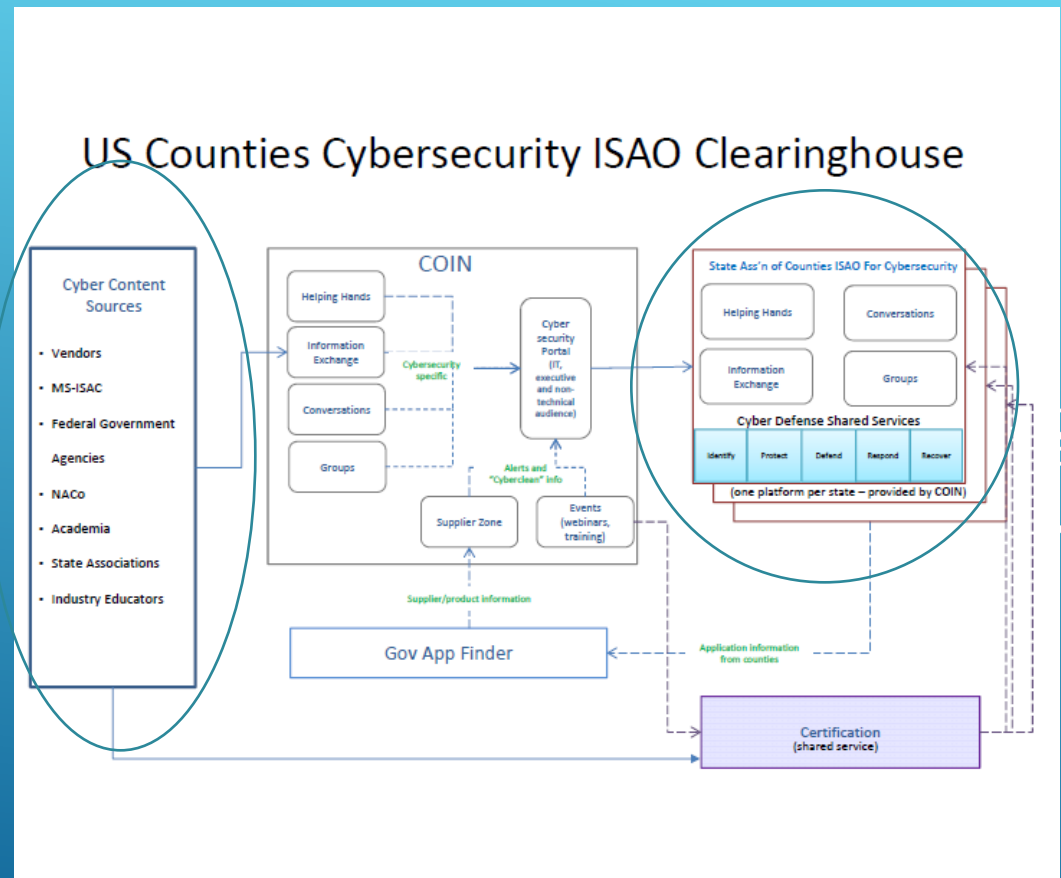 US Counties Cybersecurity ISAO Clearinghouse
Cyber Content
Sources
• Vendors
• MS-ISAC
• Federal Government
Agencies
• NACo
• Academia
• State Associations
• Industry Educators
COIN
Helping Hands
Information
Exchange
Conversations
Groups
Cybersecurity
specific
Cyber
security
Portal
(IT,
executive
and non-
technical
audience)
Alerts and
"Cyberclean" info
Supplier Zone
Events
(webinars,
training)
Supplier/product information
Gov App Finder
State Ass'n of Counties ISAO For Cybersecurity
Helping Hands
Conversations
Information
Exchange
Groups
Cyber Defense Shared Services
Identify
Protect
Defend
Respond
Recover
(one platform per state – provided by COIN)
Application information
from counties
Certification
(shared service)